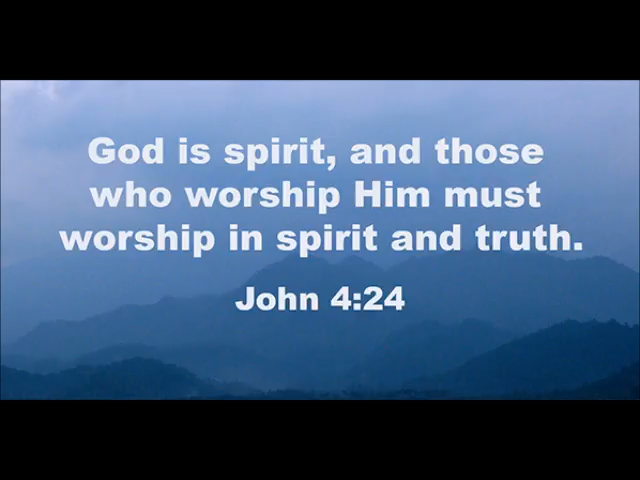 God is spirit, and those
who worship Him must
worship in spirit and truth.
John 4:24